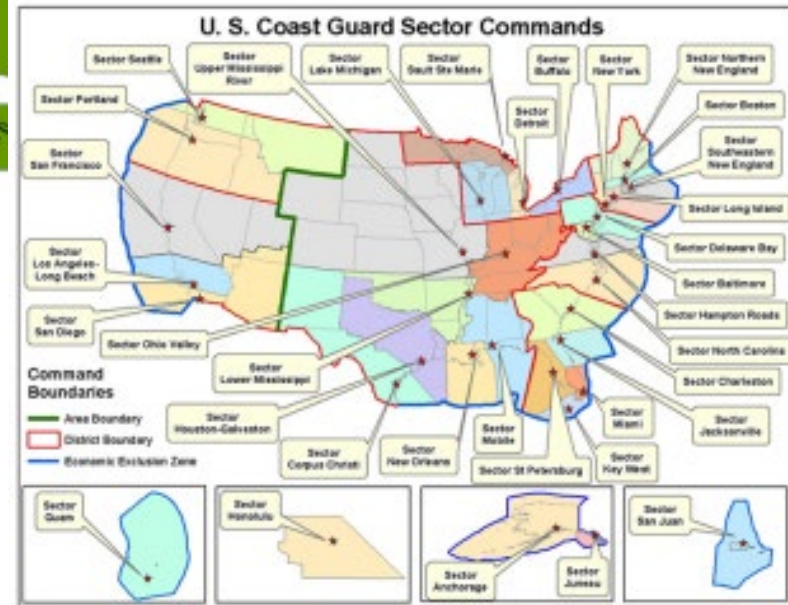 U. S. Coast Guard Sector Commands
Sector Seattle
Sector
Upper Mississippi
River
Sector
Lake Michigan
Sector
Sault Ste Marie
Sector
Buffalo
Sector
New York
Sector Northern
New England
Sector Portland
Sector
Detroit
Sector Boston
Sector
San Francisco
Sector
Southeastern
New England
Sector Long Island
Sector Delaware Bay
Sector
Los Angeles-
Long Beach
Sector Baltimore
Sector
San Diego
Sector Hampton Roads
Sector Ohio Valley
Sector North Carolina
Sector
Lower Mississippi
Sector Charleston
Command
Boundaries
Area Boundary
District Boundary
Economic Exclusion Zone
Sector
Houston-Galveston
Sector
Corpus Christi
Sector
New Orleans
Sector
Mobile
Sector St Petersburg
Sector
Miami
Sector
Key West
Sector
Jacksonville
Sector
Guam
Sector
Honolulu
Sector
Anchorage
Sector
Juneau
Sector
San Juan